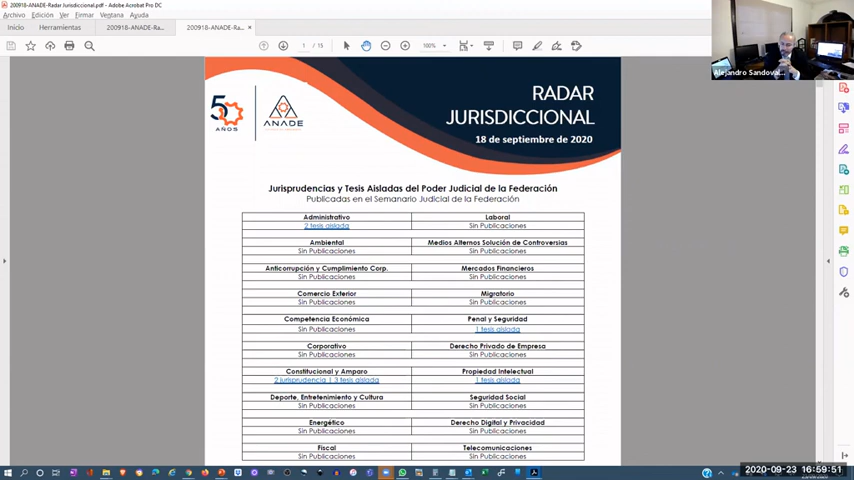 200918-ANADE-Radar Jurisdiccional.pdf - Adobe Acrobat Pro DC
Archivo Edición Ver Firmar Ventana Ayuda
Inicio Herramientas 200918-ANADE-Ra... 200918-ANADE-Ra... ×
1 / 15 100%
Alejandro Sandoval...
50 AÑOS
ANADE
RADAR
JURISDICCIONAL
18 de septiembre de 2020
Jurisprudencias y Tesis Aisladas del Poder Judicial de la Federación
Publicadas en el Semanario Judicial de la Federación
Administrativo Laboral
2 tesis aislada Sin Publicaciones
Ambiental Medios Alternos Solución de Controversias
Sin Publicaciones Sin Publicaciones
Anticorrupción y Cumplimiento Corp. Mercados Financieros
Sin Publicaciones Sin Publicaciones
Comercio Exterior Migratorio
Sin Publicaciones Sin Publicaciones
Competencia Económica Penal y Seguridad
Sin Publicaciones 1 tesis aislada
Corporativo Derecho Privado de Empresa
Sin Publicaciones Sin Publicaciones
Constitucional y Amparo Propiedad Intelectual
2 Jurisprudencia | 3 tesis aislada 1 tesis aislada
Deporte, Entretenimiento y Cultura Seguridad Social
Sin Publicaciones Sin Publicaciones
Energético Derecho Digital y Privacidad
Sin Publicaciones Sin Publicaciones
Fiscal Telecomunicaciones
Sin Publicaciones Sin Publicaciones
2020-09-23 16:59:51